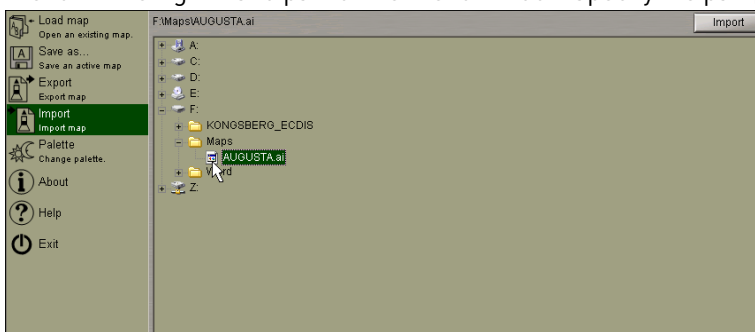 Load map
Open an existing map.
Save as...
Save an active map
Export
Export map
Import
Import map
Palette
Change palette.
About
Help
Exit
F:\Maps\AUGUSTA.ai
Import
A:
C:
D:
E:
F:
KONGSBERG_ECDIS
Maps
AUGUSTA.ai
Z: